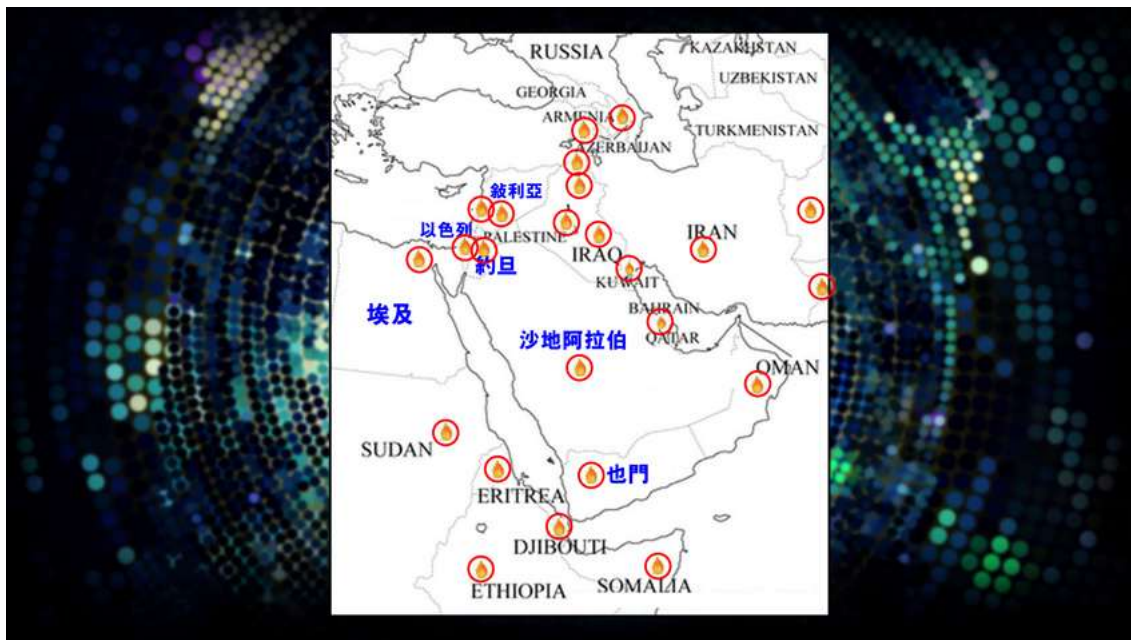 RUSSIA
KAZAKHSTAN
UZBEKISTAN
GEORGIA
ARMENIA
TURKMENISTAN
AZERBAIJAN
敍利亞
以色列
PALESTINE
IRAN
IRAQ
約旦
KUWAIT
埃及
BAHRAIN
沙地阿拉伯
QATAR
OMAN
SUDAN
也門
ERITREA
DJIBOUTI
ETHIOPIA
SOMALIA